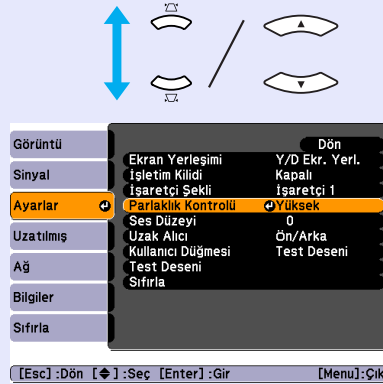 Görüntü
Sinyal
Ayarlar
Uzatılmış
Ağ
Bilgiler
Sıfırla
Dön
Ekran Yerleşimi Y/D Ekr. Yerl.
İşletim Kilidi Kapalı
İşaretçi Şekli İşaretçi 1
Parlaklık Kontrolü Yüksek
Ses Düzeyi 0
Uzak Alıcı Ön/Arka
Kullanıcı Düğmesi Test Deseni
Test Deseni
Sıfırla
[Esc] :Dön [◆] :Seç [Enter] :Gir [Menu]:Çık